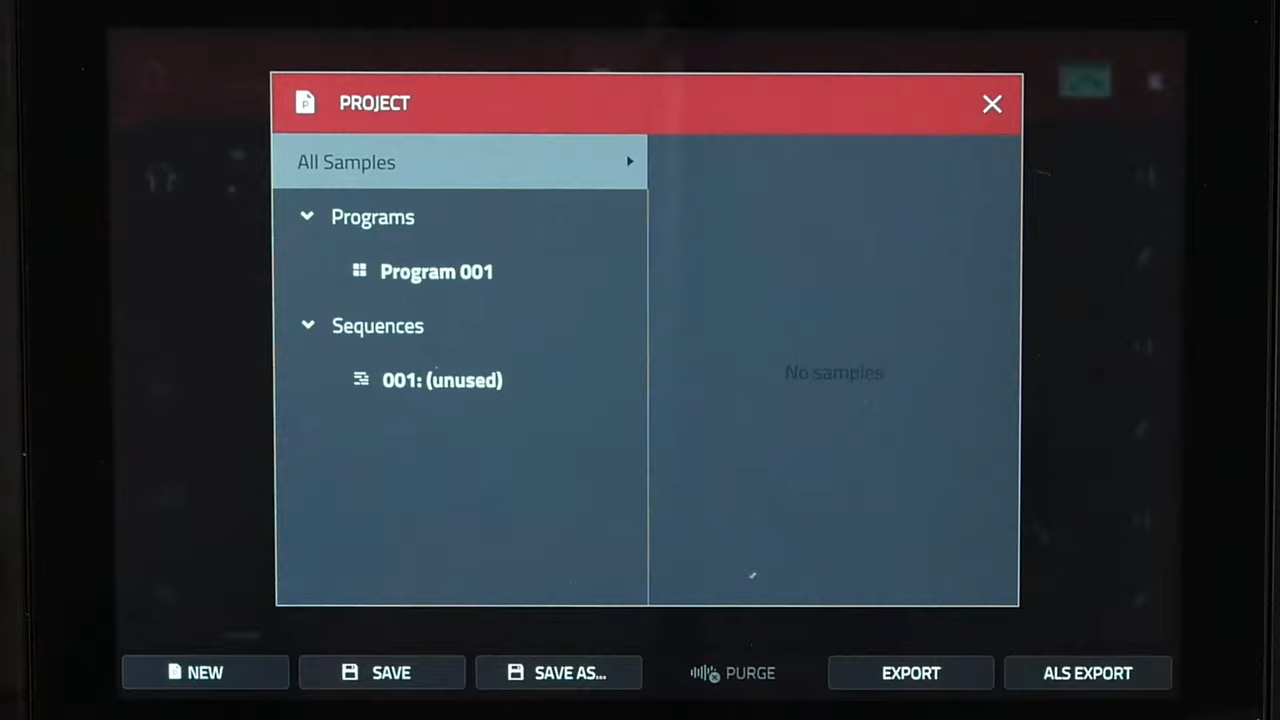 PROJECT
All Samples
Programs
Program 001
Sequences
001: (unused)
No samples
NEW
SAVE
SAVE AS...
PURGE
EXPORT
ALS EXPORT